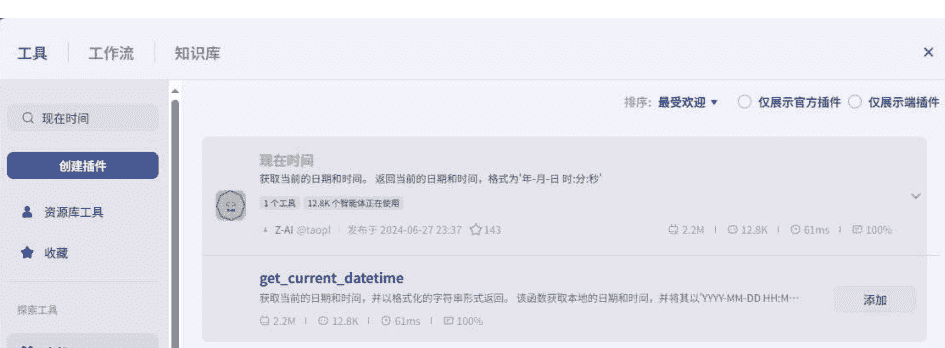 工具
工作流
知识库
×
现在时间
创建插件
资源库工具
收藏
探索工具
排序: 最受欢迎 仅展示官方插件 仅展示端插件
现在时间
获取当前的日期和时间。 返回当前的日期和时间，格式为'年-月-日 时:分:秒'
1 个工具 12.8K 个智能体正在使用
Z-AI @taopl 发布于 2024-06-27 23:37 143
2.2M 12.8K 61ms 100%
get_current_datetime
获取当前的日期和时间，并以格式化的字符串形式返回。 该函数获取本地的日期和时间，并将其以'YYYY-MM-DD HH:M…
添加
2.2M 12.8K 61ms 100%